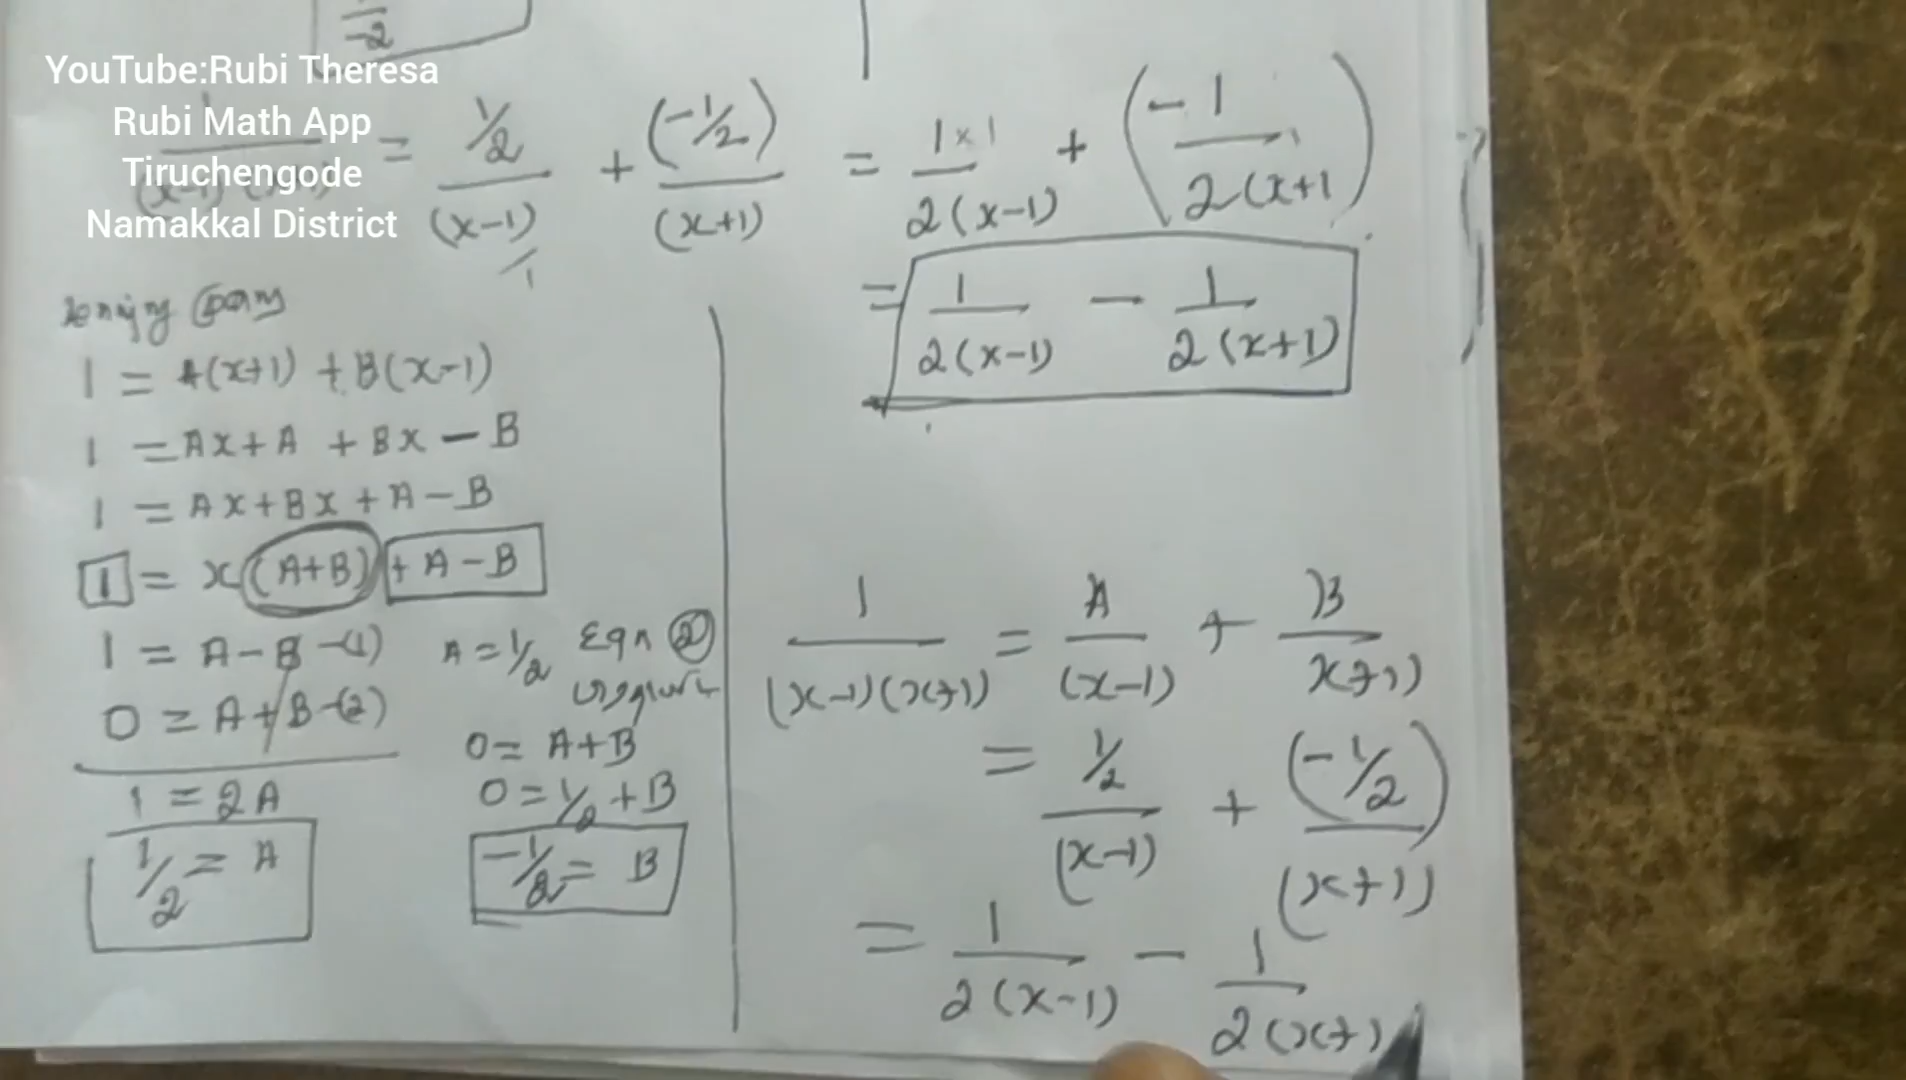 1/-2
YouTube:Rubi Theresa
Rubi Math App
Tiruchengode
Namakkal District
= (1/2)/(x-1) + (-1/2)/(x+1) = 1×1/2(x-1) + (-1/2(x+1)
= 1/2(x-1) - 1/2(x+1)
1 = A(x+1) + B(x-1)
1 = Ax+A + Bx - B
1 = Ax+Bx+A-B
1 = x(A+B) + A-B
1 = A-B-(1)
0 = A+B-(2)
1 = 2A
1/2 = A
A = 1/2 Eqn (2)
0 = A+B
0 = 1/2+B
-1/2 = B
1/(x-1)(x+1) = A/(x-1) + B/x+1)
= (1/2)/(x-1) + (-1/2)/(x+1)
= 1/2(x-1) - 1/2(x+)